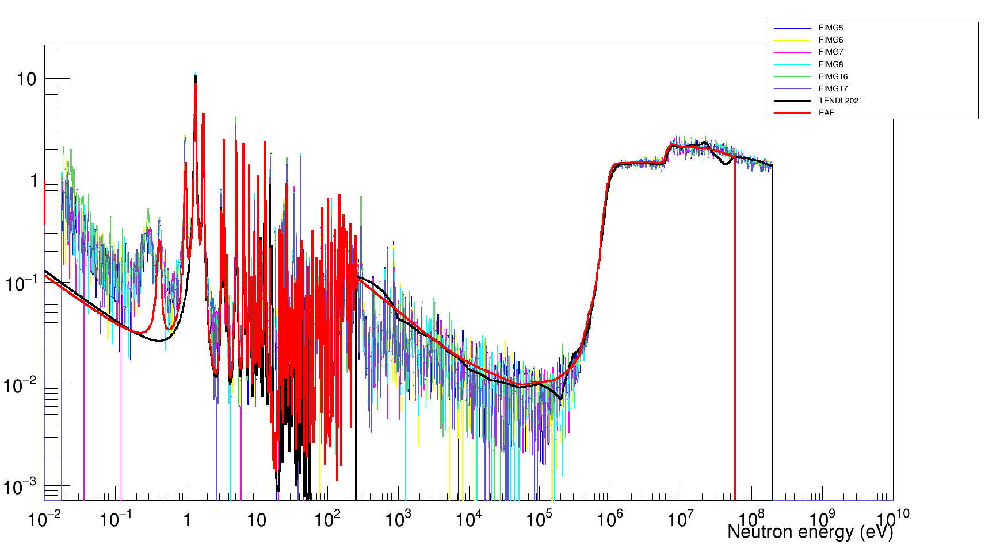 FIMG5
FIMG6
FIMG7
FIMG8
FIMG16
FIMG17
TENDL2021
EAF
10
1
10−1
10−2
10−3
10−2 10−1 1 10 10^2 10^3 10^4 10^5 10^6 10^7 10^8 10^9 10^10
Neutron energy (eV)